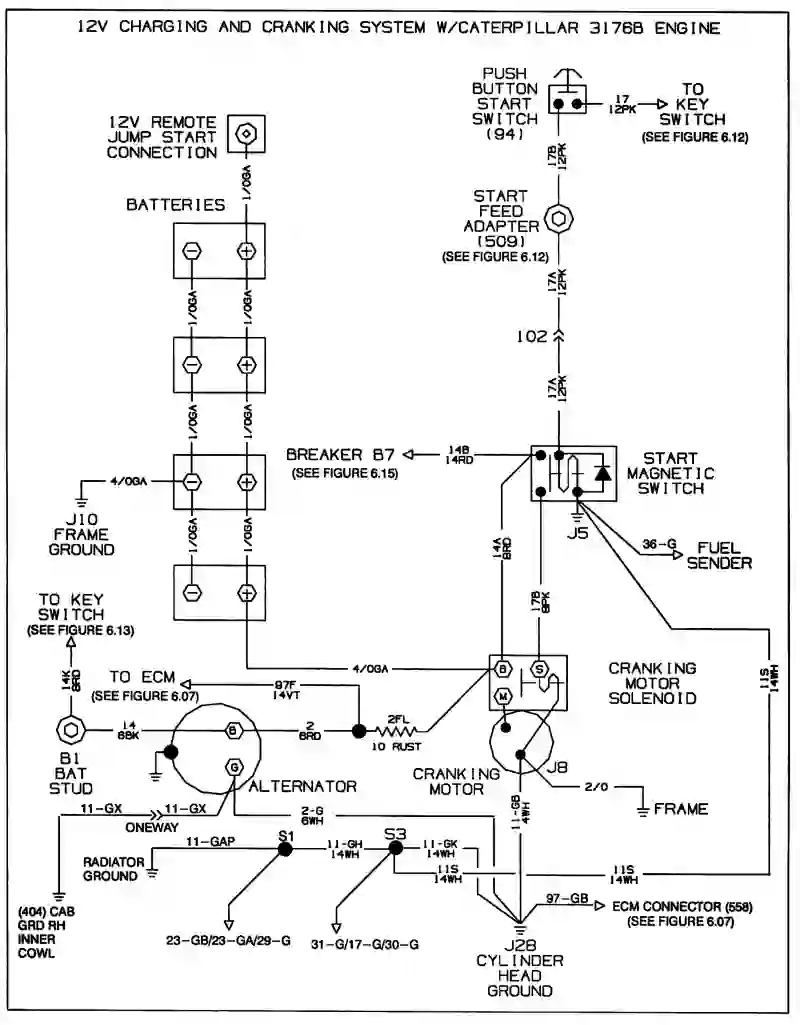 12V CHARGING AND CRANKING SYSTEM W/CATERPILLAR 3176B ENGINE
PUSH
BUTTON
START
SWITCH
(94)
17
12PK
TO
KEY
SWITCH
(SEE FIGURE 6.12)
12V REMOTE
JUMP START
CONNECTION
17B
12PK
1/0GA
BATTERIES
START
FEED
ADAPTER
(509)
(SEE FIGURE 6.12)
- +
17A
12PK
1/0GA
1/0GA
102
- +
17A
12PK
1/0GA
1/0GA
BREAKER B7
(SEE FIGURE 6.15)
14B
14RD
START
MAGNETIC
SWITCH
4/0GA
- +
J10
FRAME
GROUND
J5
1/0GA
1/0GA
14A
8RD
36-G
FUEL
SENDER
- +
TO KEY
SWITCH
(SEE FIGURE 6.13)
17B
8PK
14K
8RD
4/0GA
B
S
M
CRANKING
MOTOR
SOLENOID
11S
14WH
TO ECM
(SEE FIGURE 6.07)
87F
14VT
14
6BK
B
2
8RD
2FL
10 RUST
B1
BAT
STUD
G
ALTERNATOR
CRANKING
MOTOR
J8
2/0
FRAME
11-GX
11-GX
ONEWAY
2-G
6WH
11-GB
4WH
11-GAP
S1
11-GH
14WH
S3
11-GK
14WH
RADIATOR
GROUND
11S
14WH
11S
14WH
(404) CAB
GRD RH
INNER
COWL
97-GB
ECM CONNECTOR (558)
(SEE FIGURE 6.07)
23-GB/23-GA/29-G
31-G/17-G/30-G
J28
CYLINDER
HEAD
GROUND